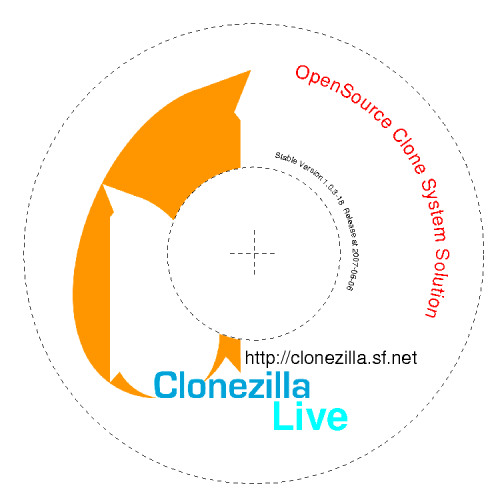 OpenSource Clone System Solution
Stable Version 1.0.3-18 Release at 2007-06-06
http://clonezilla.sf.net
Clonezilla
Live